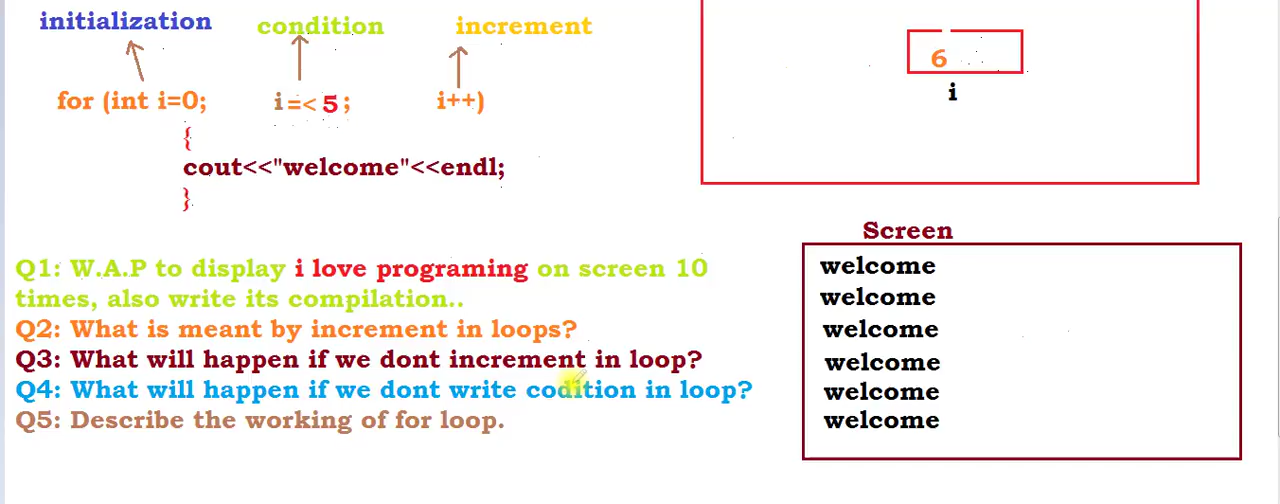 initialization condition increment
for (int i=0; i=< 5 ; i++)
{
cout<<"welcome"<<endl;
}
6
i
Q1: W.A.P to display i love programing on screen 10
times, also write its compilation..
Q2: What is meant by increment in loops?
Q3: What will happen if we dont increment in loop?
Q4: What will happen if we dont write codition in loop?
Q5: Describe the working of for loop.
Screen
welcome
welcome
welcome
welcome
welcome
welcome